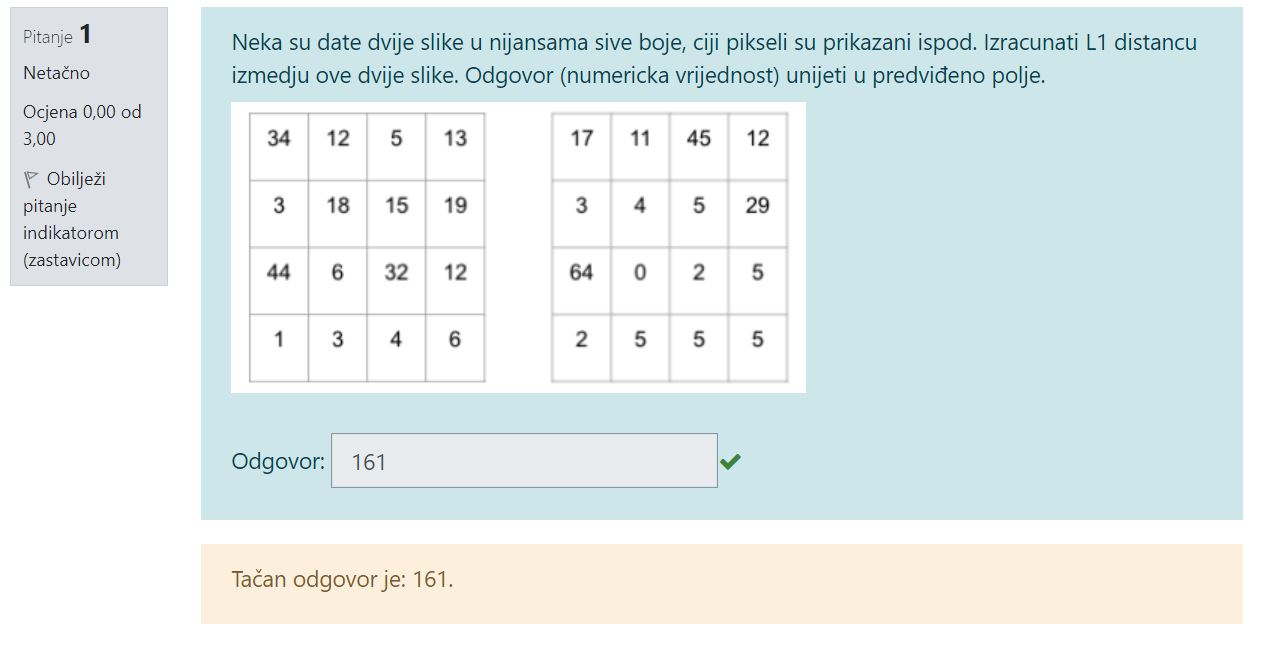 Pitanje 1
Netačno
Ocjena 0,00 od
3,00
Obilježi
pitanje
indikatorom
(zastavicom)
Neka su date dvije slike u nijansama sive boje, ciji pikseli su prikazani ispod. Izracunati L1 distancu
izmedju ove dvije slike. Odgovor (numericka vrijednost) unijeti u predviđeno polje.
34 12 5 13
3 18 15 19
44 6 32 12
1 3 4 6
17 11 45 12
3 4 5 29
64 0 2 5
2 5 5 5
Odgovor: 161
Tačan odgovor je: 161.